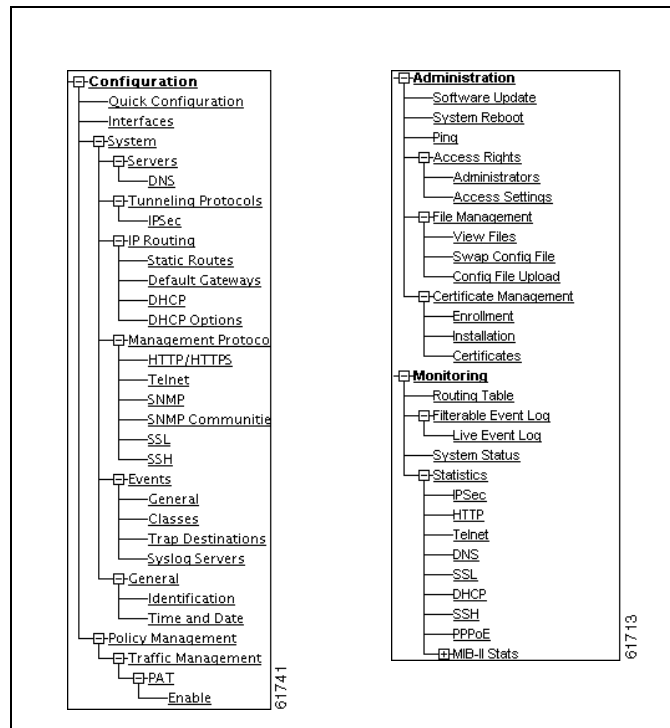 Configuration
Quick Configuration
Interfaces
System
Servers
DNS
Tunneling Protocols
IPSec
IP Routing
Static Routes
Default Gateways
DHCP
DHCP Options
Management Protoco
HTTP/HTTPS
Telnet
SNMP
SNMP Communitie
SSL
SSH
Events
General
Classes
Trap Destinations
Syslog Servers
General
Identification
Time and Date
Policy Management
Traffic Management
PAT
Enable
61741
Administration
Software Update
System Reboot
Ping
Access Rights
Administrators
Access Settings
File Management
View Files
Swap Config File
Config File Upload
Certificate Management
Enrollment
Installation
Certificates
Monitoring
Routing Table
Filterable Event Log
Live Event Log
System Status
Statistics
IPSec
HTTP
Telnet
DNS
SSL
DHCP
SSH
PPPoE
MIB-II Stats
61713